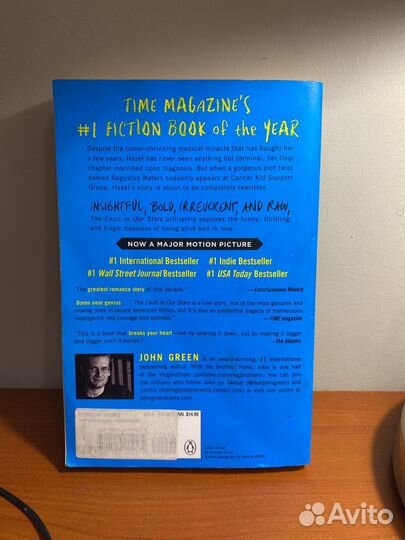 TIME MAGAZINE'S
#1 FICTION BOOK of the YEAR
Despite the tumor-shrinking medical miracle that has bought her
a few years, Hazel has never been anything but terminal, her final
chapter inscribed upon diagnosis. But when a gorgeous plot twist
named Augustus Waters suddenly appears at Cancer Kid Support
Group, Hazel's story is about to be completely rewritten.
INSIGHTFUL, BOLD, IRREVERENT, AND RAW,
The Fault in Our Stars brilliantly explores the funny, thrilling,
and tragic business of being alive and in love.
NOW A MAJOR MOTION PICTURE
#1 International Bestseller #1 Indie Bestseller
#1 Wall Street Journal Bestseller #1 USA Today Bestseller
"The greatest romance story of this decade." —Entertainment Weekly
"Damn near genius . . . The Fault in Our Stars is a love story, one of the most genuine
and moving ones in recent American fiction, but it's also an existential tragedy of tremendous
intelligence and courage and sadness." —TIME magazine
"This is a book that breaks your heart—not by wearing it down, but by making it bigger
and bigger until it bursts." —The Atlantic
JOHN GREEN is an award-winning, #1 international
bestselling author. With his brother, Hank, John is one half
of the vlogbrothers (youtube.com/vlogbrothers). You can join
the millions who follow John on Twitter (@realjohngreen) and
tumblr (fishingboatproceeds.tumblr.com) or visit him online at
johngreenbooks.com.
NN. $14.99
Avito